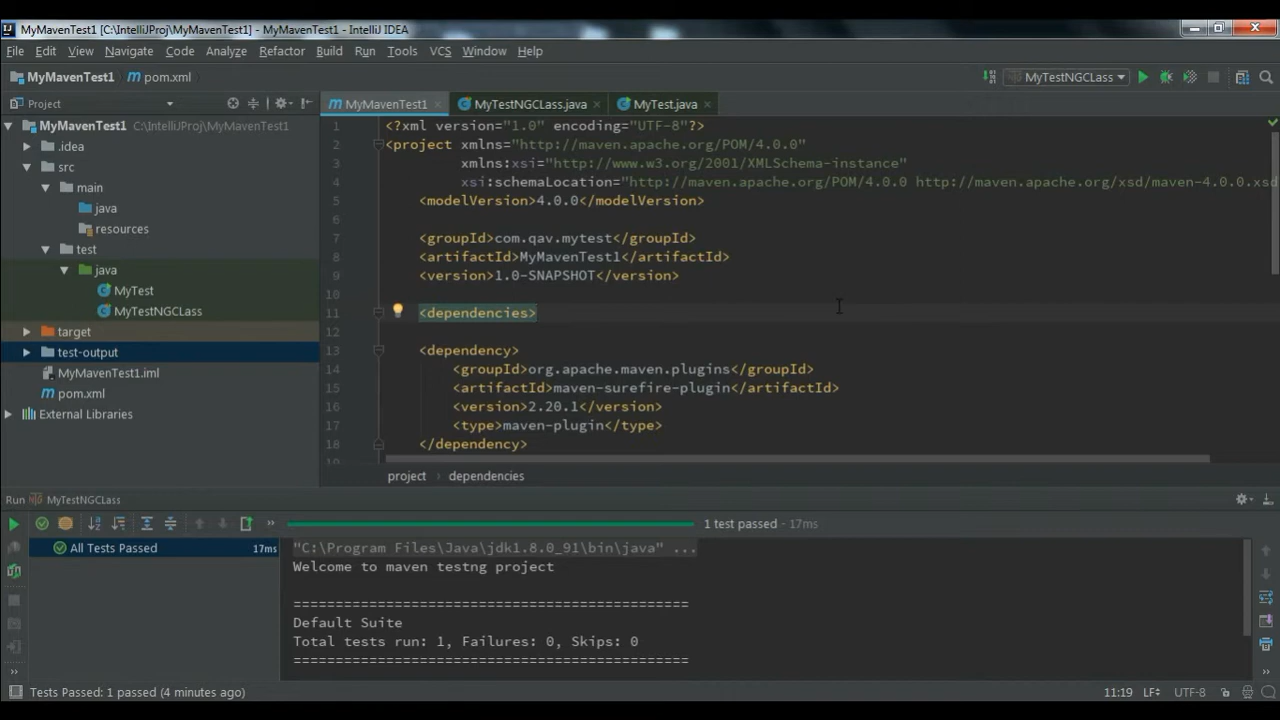 MyMavenTest1 [C:\IntelliJProj\MyMavenTest1] - MyMavenTest1 - IntelliJ IDEA
File Edit View Navigate Code Analyze Refactor Build Run Tools VCS Window Help
MyMavenTest1 pom.xml MyTestNGCLass
Project MyMavenTest1 MyTestNGCLass.java MyTest.java
MyMavenTest1 C:\IntelliJProj\MyMavenTest1
.idea
src
main
java
resources
test
java
MyTest
MyTestNGCLass
target
test-output
MyMavenTest1.iml
pom.xml
External Libraries
1 <?xml version="1.0" encoding="UTF-8"?>
2 <project xmlns="http://maven.apache.org/POM/4.0.0"
3 xmlns:xsi="http://www.w3.org/2001/XMLSchema-instance"
4 xsi:schemaLocation="http://maven.apache.org/POM/4.0.0 http://maven.apache.org/xsd/maven-4.0.0.xsd
5 <modelVersion>4.0.0</modelVersion>
6
7 <groupId>com.qav.mytest</groupId>
8 <artifactId>MyMavenTest1</artifactId>
9 <version>1.0-SNAPSHOT</version>
10
11 <dependencies>
12
13 <dependency>
14 <groupId>org.apache.maven.plugins</groupId>
15 <artifactId>maven-surefire-plugin</artifactId>
16 <version>2.20.1</version>
17 <type>maven-plugin</type>
18 </dependency>
19
project dependencies
Run MyTestNGCLass
1 test passed - 17ms
All Tests Passed 17ms
"C:\Program Files\Java\jdk1.8.0_91\bin\java" ...
Welcome to maven testng project
===============================================
Default Suite
Total tests run: 1, Failures: 0, Skips: 0
===============================================
Tests Passed: 1 passed (4 minutes ago) 11:19 LF UTF-8